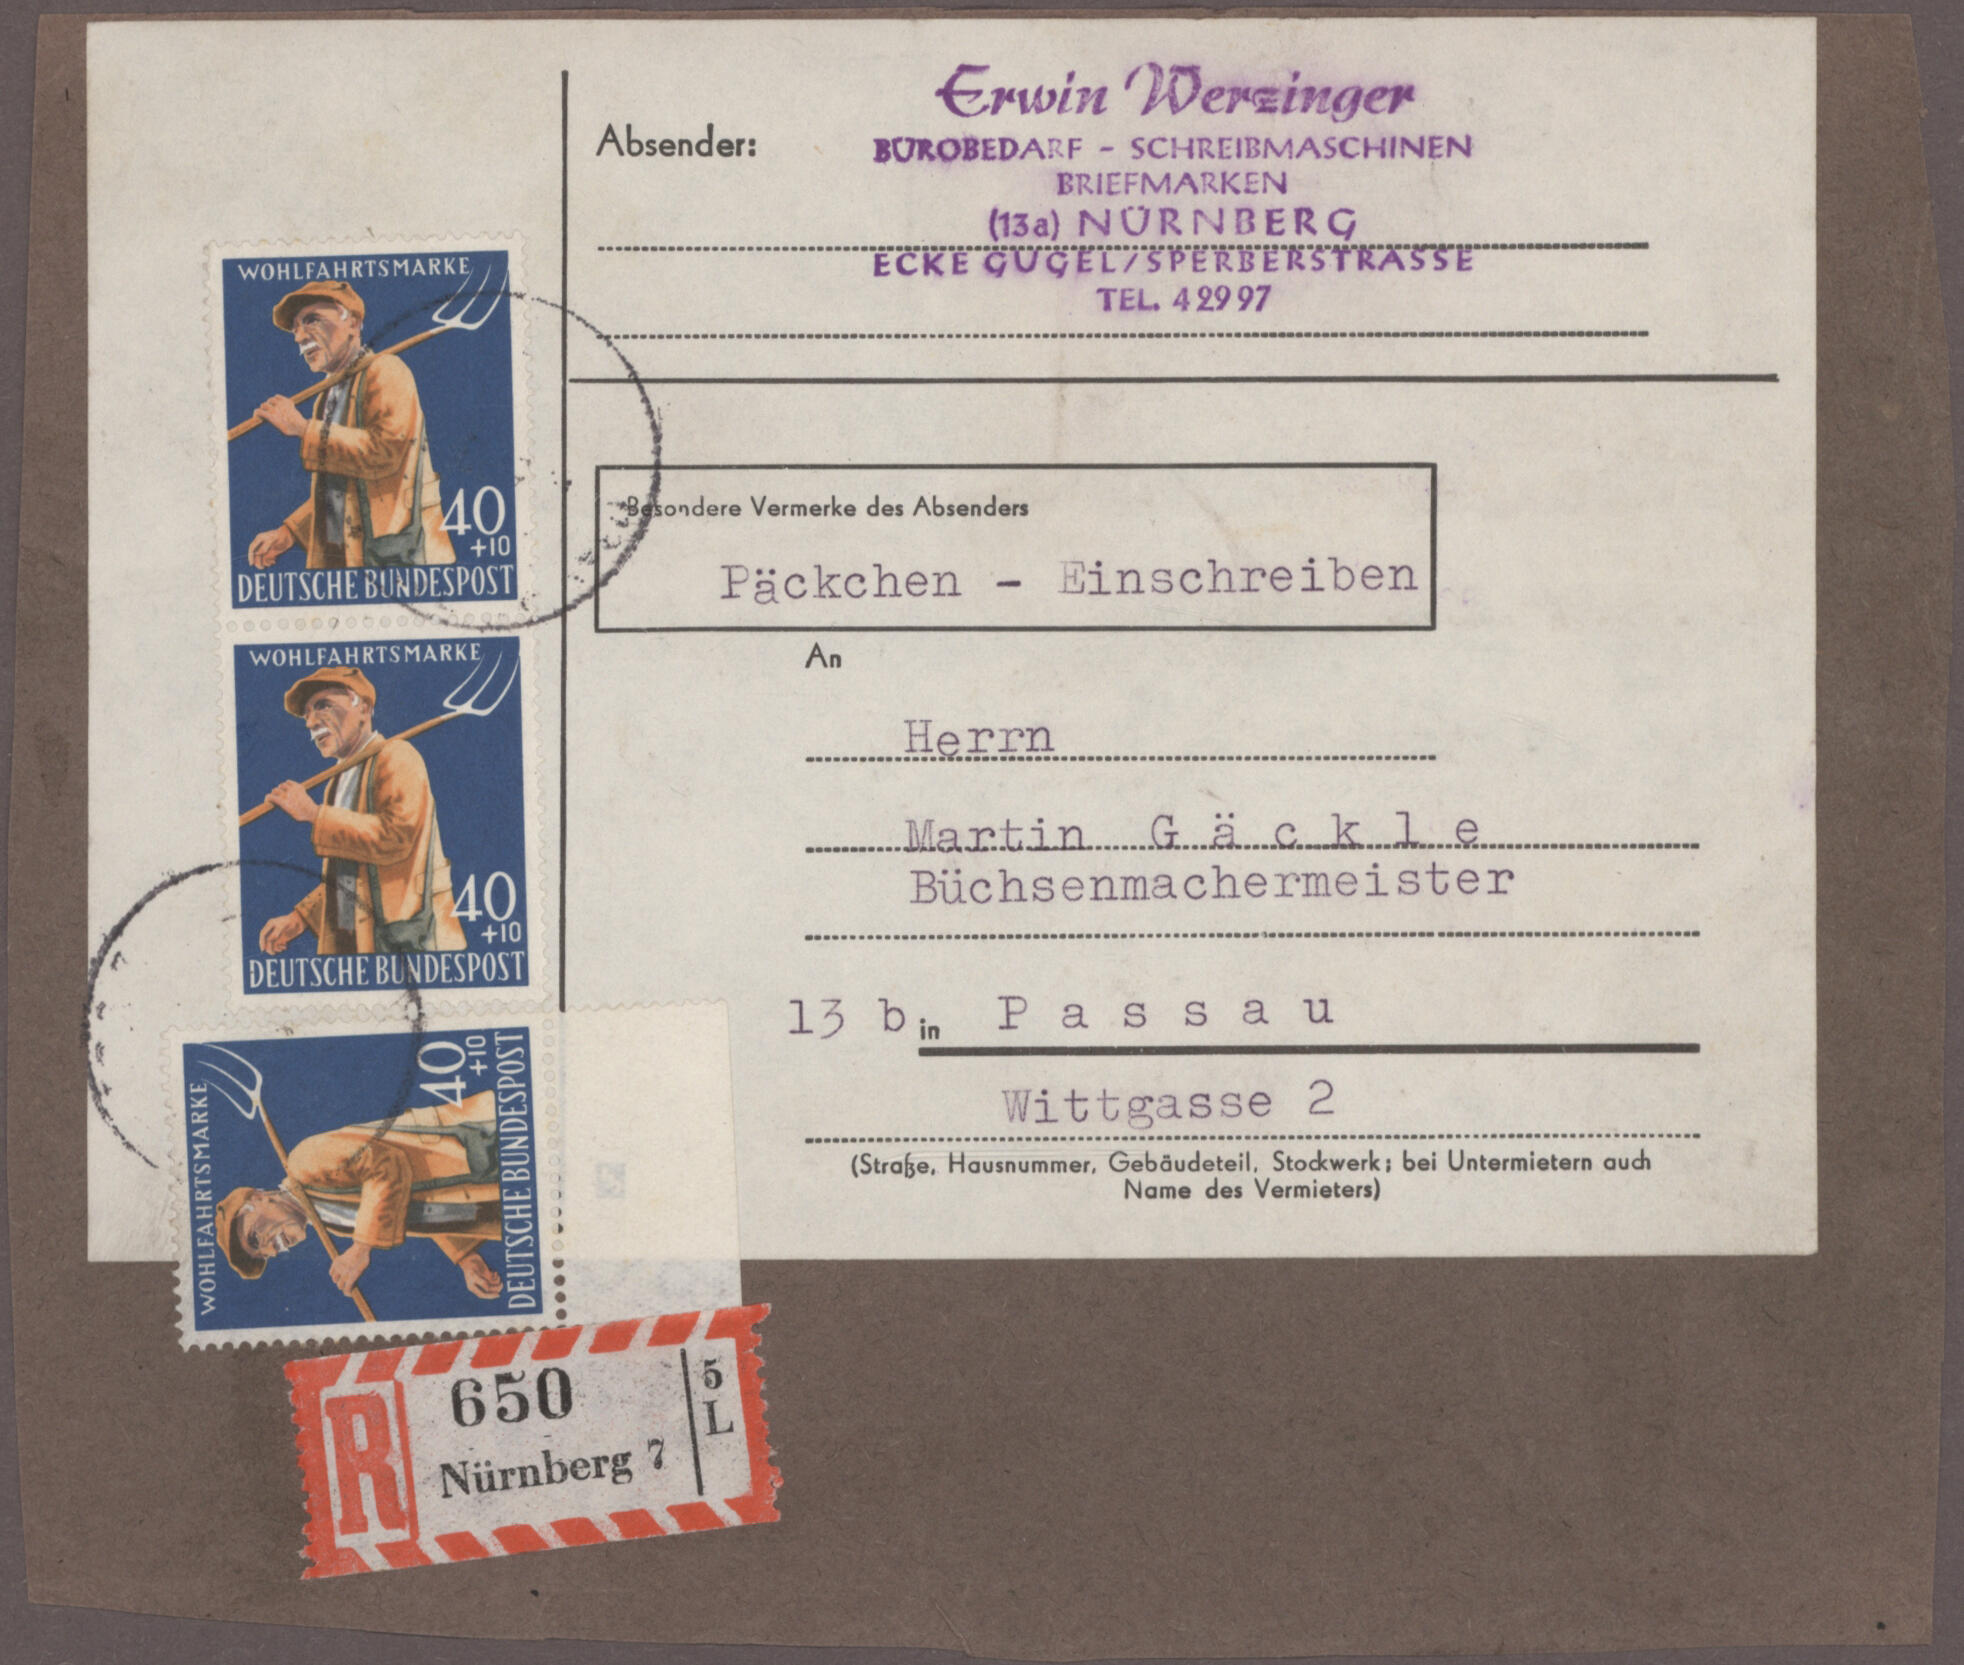 Erwin Werzinger
Absender:
BÜROBEDARF - SCHREIBMASCHINEN
BRIEFMARKEN
(13a) NÜRNBERG
ECKE GUGEL/SPERBERSTRASSE
TEL. 42997
WOHLFAHRTSMARKE
40
+10
DEUTSCHE BUNDESPOST
Besondere Vermerke des Absenders
Päckchen - Einschreiben
An
WOHLFAHRTSMARKE
40
+10
DEUTSCHE BUNDESPOST
Herrn
Martin Gäckle
Büchsenmachermeister
13 b in Passau
Wittgasse 2
(Straße, Hausnummer, Gebäudeteil, Stockwerk; bei Untermietern auch
Name des Vermieters)
WOHLFAHRTSMARKE
40
+10
DEUTSCHE BUNDESPOST
R
650
Nürnberg 7
5
L